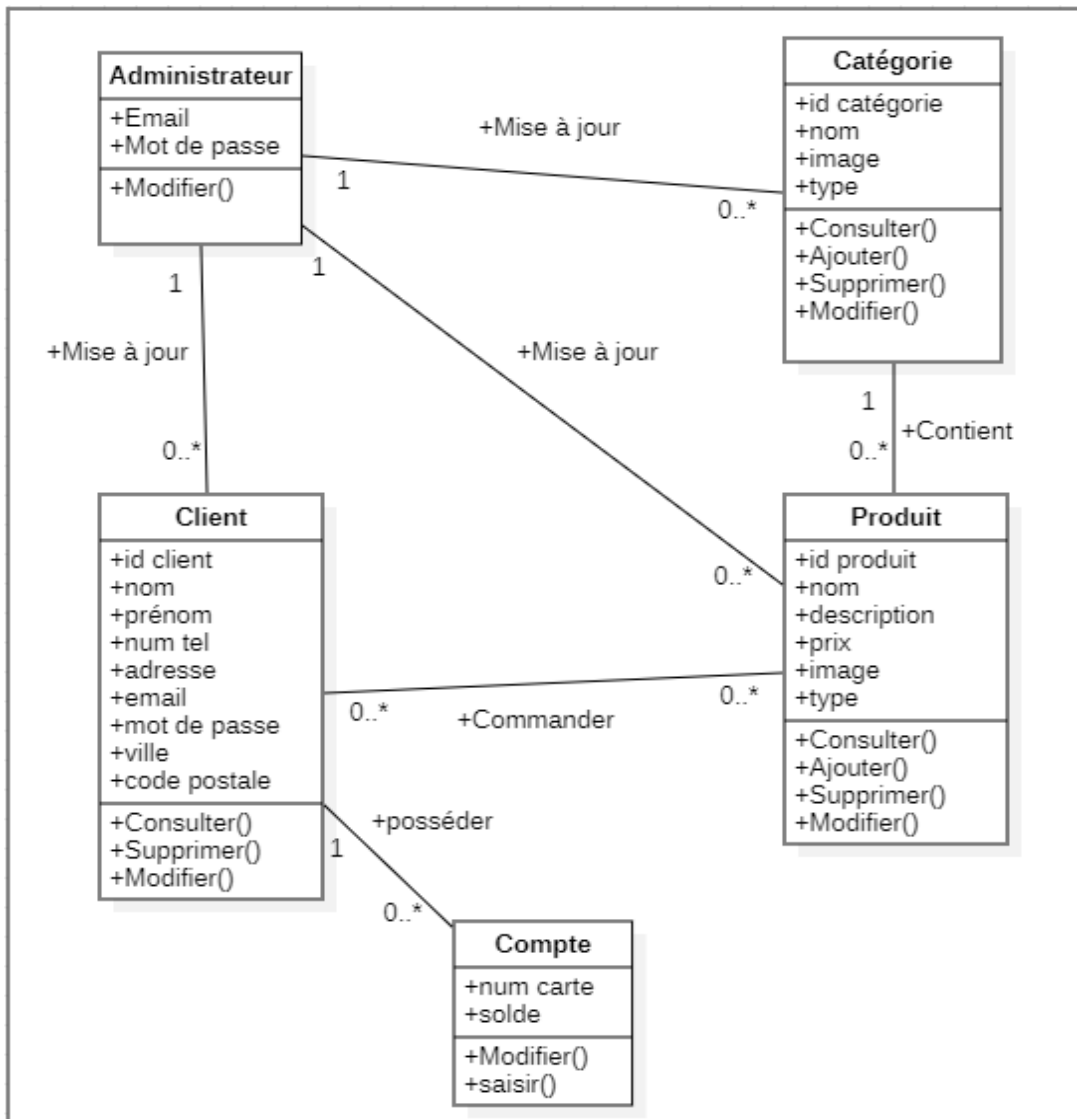 Administrateur
+Email
+Mot de passe
+Modifier()
Catégorie
+id catégorie
+nom
+image
+type
+Consulter()
+Ajouter()
+Supprimer()
+Modifier()
+Mise à jour
1
0..*
1
+Mise à jour
0..*
1
+Mise à jour
0..*
1
+Contient
0..*
Client
+id client
+nom
+prénom
+num tel
+adresse
+email
+mot de passe
+ville
+code postale
+Consulter()
+Supprimer()
+Modifier()
Produit
+id produit
+nom
+description
+prix
+image
+type
+Consulter()
+Ajouter()
+Supprimer()
+Modifier()
0..*
+Commander
0..*
+posséder
1
0..*
Compte
+num carte
+solde
+Modifier()
+saisir()